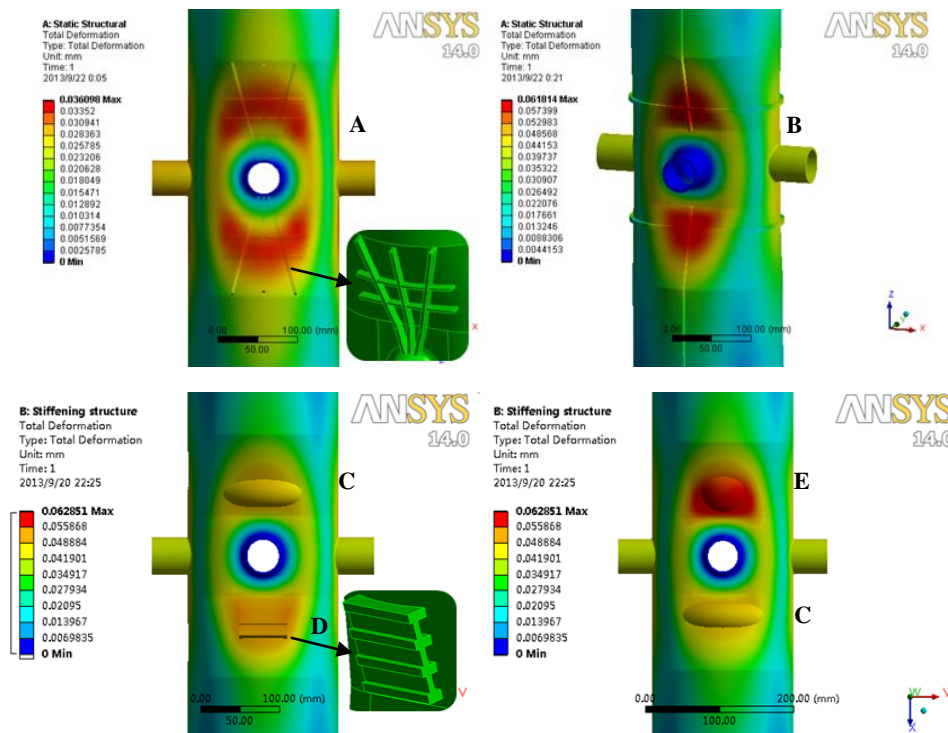 A: Static Structural
Total Deformation
Type: Total Deformation
Unit: mm
Time: 1
2013/9/22 0:05
0.036098 Max
0.03352
0.030941
0.028363
0.025785
0.023206
0.020628
0.018049
0.015471
0.012892
0.010314
0.0077354
0.0051569
0.0025785
0 Min
ANSYS
14.0
A
0.00
100.00 (mm)
50.00
X
Z
A: Static Structural
Total Deformation
Type: Total Deformation
Unit: mm
Time: 1
2013/9/22 0:21
0.061814 Max
0.057399
0.052983
0.048568
0.044153
0.039737
0.035322
0.030907
0.026492
0.022076
0.017661
0.013246
0.0088306
0.0044153
0 Min
ANSYS
14.0
B
0.00
100.00 (mm)
50.00
Z
X
B: Stiffening structure
Total Deformation
Type: Total Deformation
Unit: mm
Time: 1
2013/9/20 22:25
0.062851 Max
0.055868
0.048884
0.041901
0.034917
0.027934
0.02095
0.013967
0.0069835
0 Min
ANSYS
14.0
C
D
0.00
100.00 (mm)
50.00
Y
B: Stiffening structure
Total Deformation
Type: Total Deformation
Unit: mm
Time: 1
2013/9/20 22:25
0.062851 Max
0.055868
0.048884
0.041901
0.034917
0.027934
0.02095
0.013967
0.0069835
0 Min
ANSYS
14.0
E
C
0.00
200.00 (mm)
100.00
Y
X